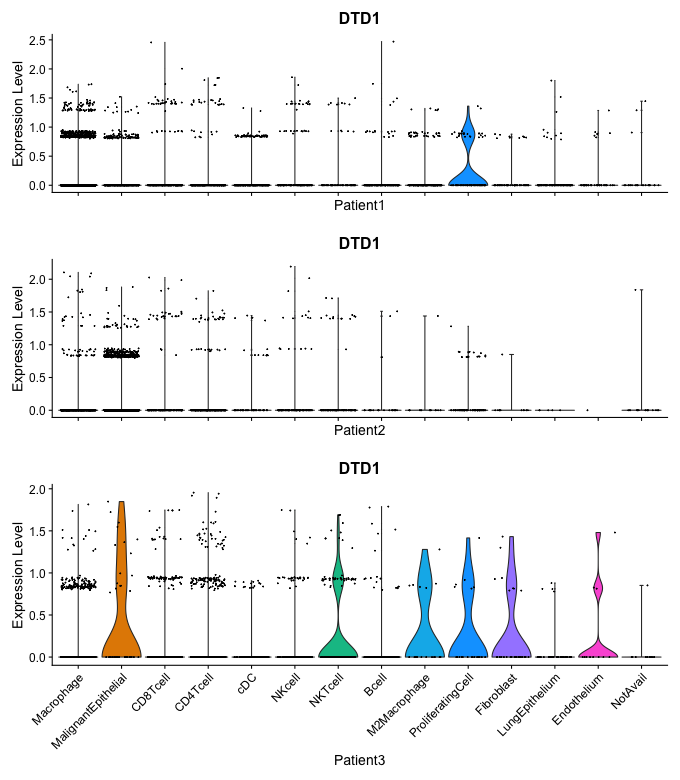 DTD1
Expression Level
2.5
2.0
1.5
1.0
0.5
0.0
Patient1
DTD1
Expression Level
2.0
1.5
1.0
0.5
0.0
Patient2
DTD1
Expression Level
2.0
1.5
1.0
0.5
0.0
Macrophage
MalignantEpithelial
CD8Tcell
CD4Tcell
cDC
NKcell
NKTcell
Bcell
M2Macrophage
ProliferatingCell
Fibroblast
LungEpithelium
Endothelium
NotAvail
Patient3